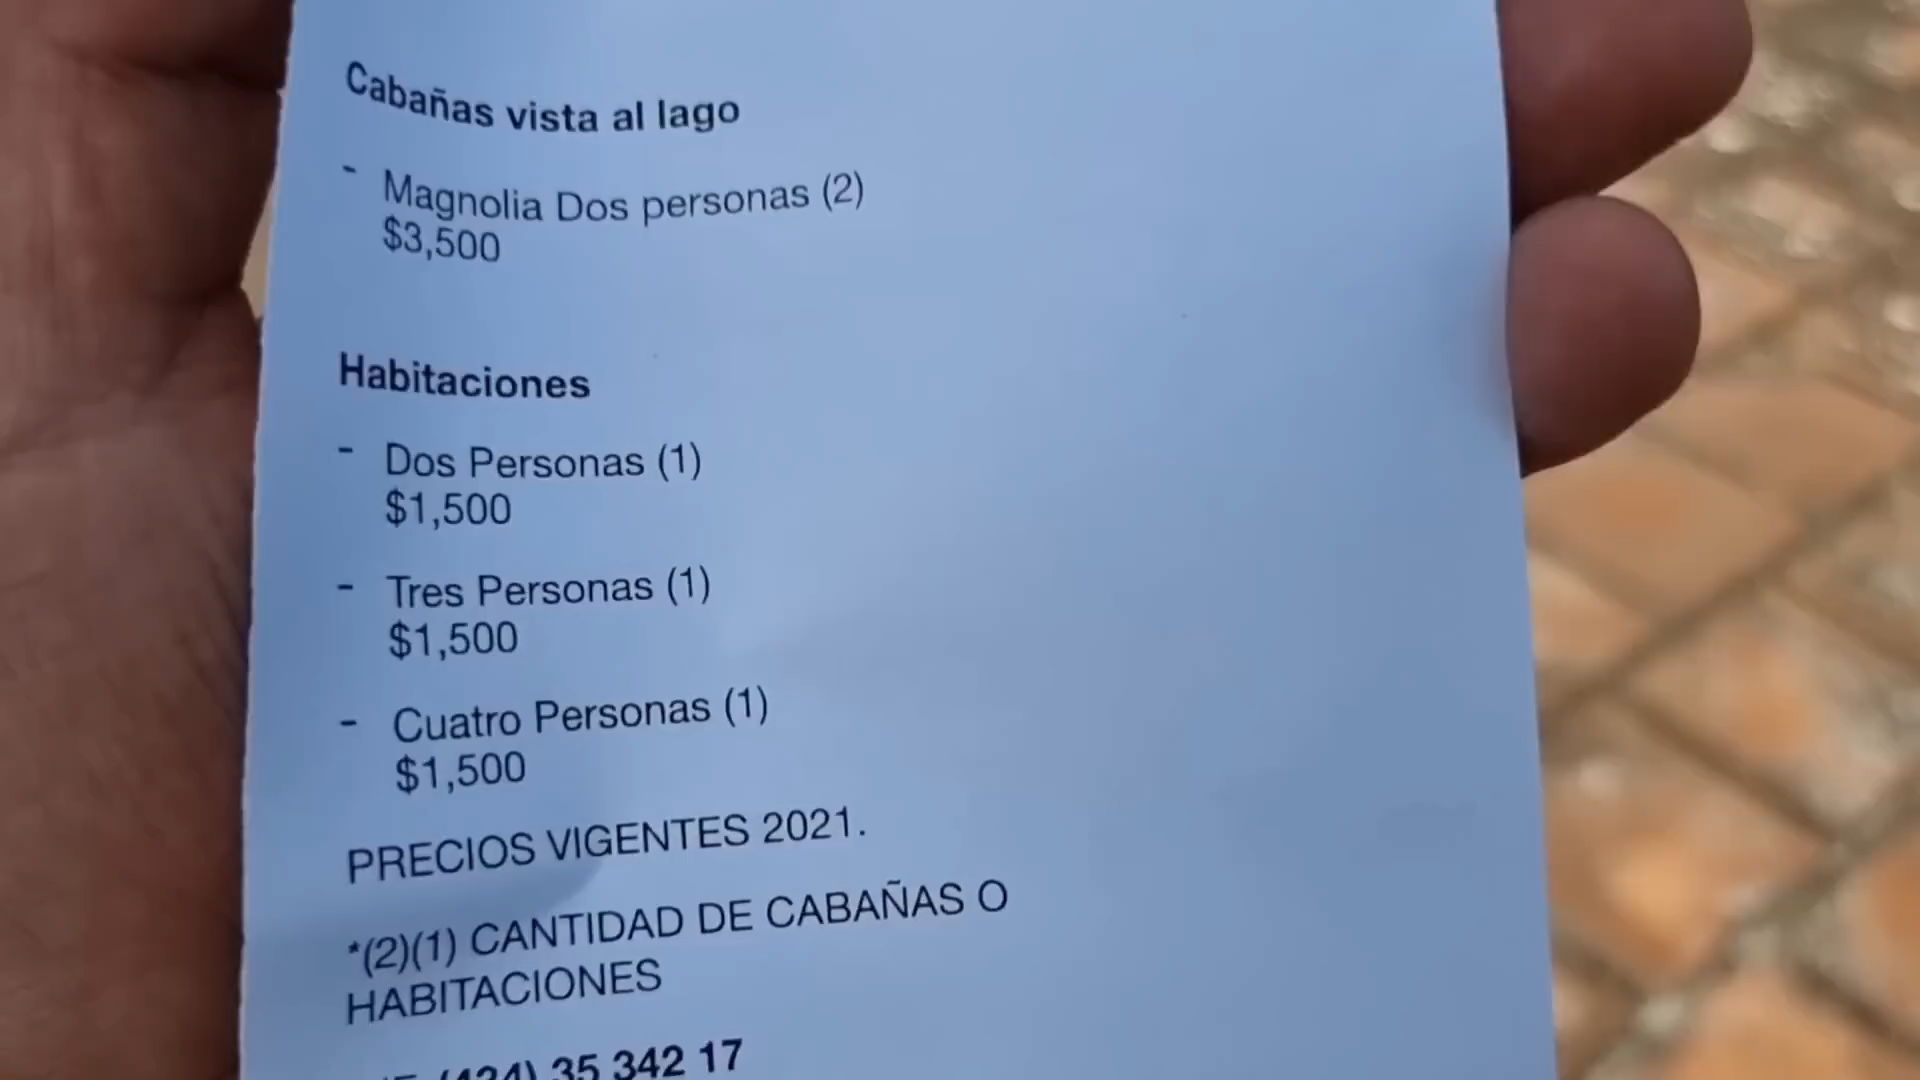 Cabañas vista al lago
- Magnolia Dos personas (2)
$3,500
Habitaciones
- Dos Personas (1)
$1,500
- Tres Personas (1)
$1,500
- Cuatro Personas (1)
$1,500
PRECIOS VIGENTES 2021.
*(2)(1) CANTIDAD DE CABAÑAS O
HABITACIONES
35 342 17